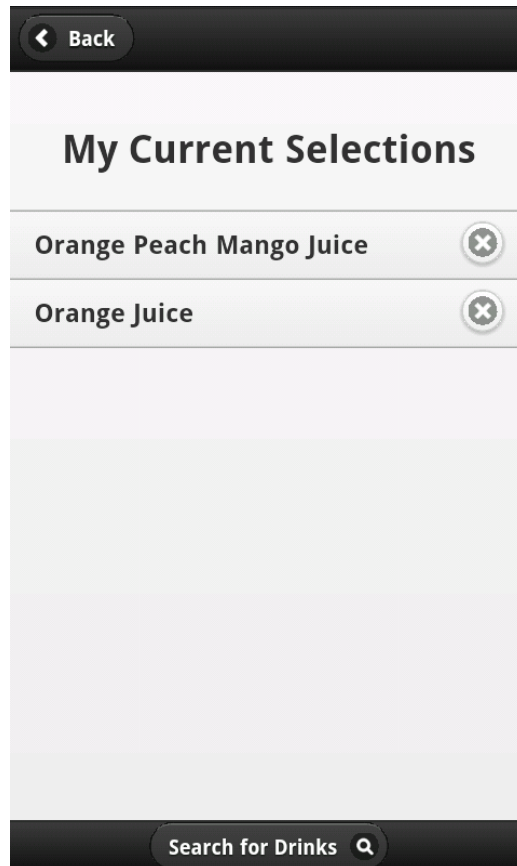 Back
My Current Selections
Orange Peach Mango Juice
Orange Juice
Search for Drinks